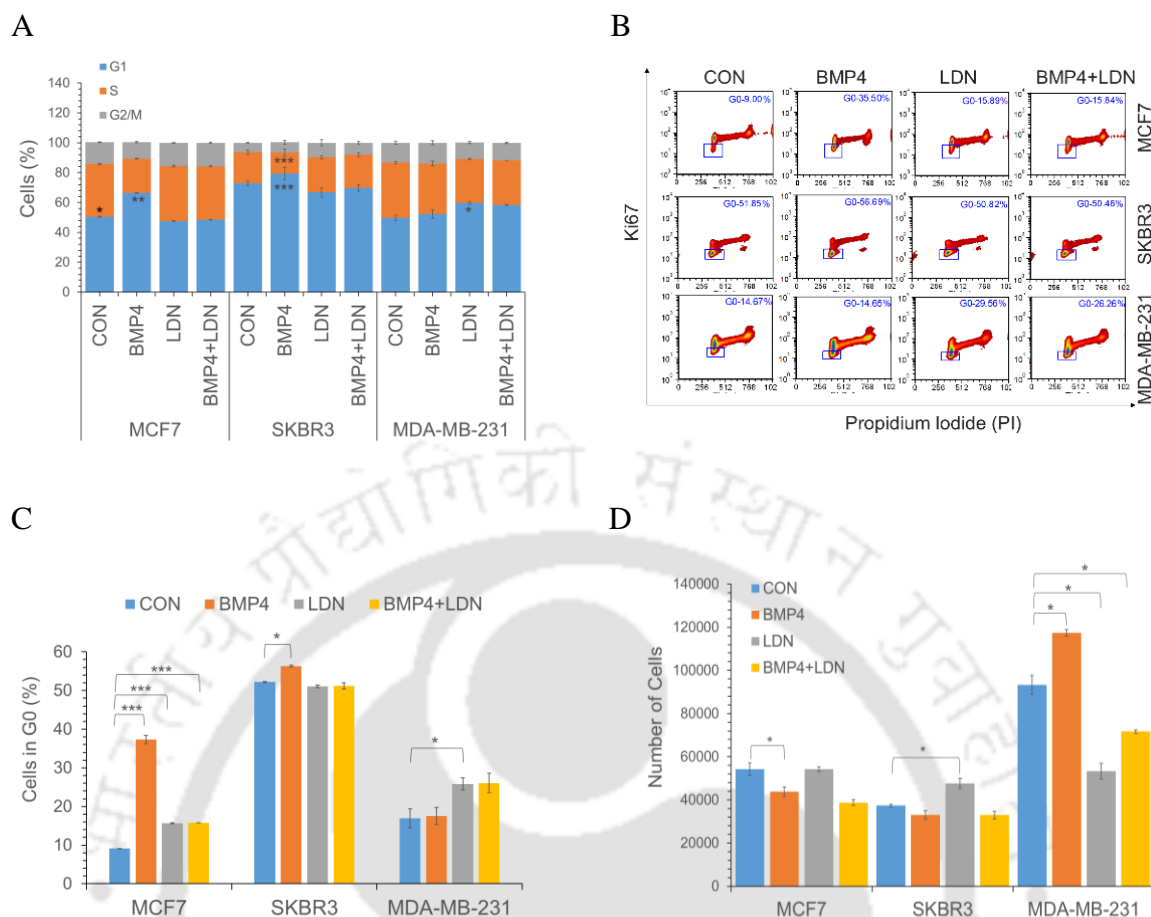 A
G1
S
G2/M
Cells (%)
140
120
100
80
60
40
20
0
*
**
***
***
*
CON
BMP4
LDN
BMP4+LDN
CON
BMP4
LDN
BMP4+LDN
CON
BMP4
LDN
BMP4+LDN
MCF7
SKBR3
MDA-MB-231
B
CON
BMP4
LDN
BMP4+LDN
G0-9.00%
G0-35.50%
G0-15.89%
G0-15.84%
MCF7
G0-51.85%
G0-56.69%
G0-50.82%
G0-50.46%
SKBR3
G0-14.67%
G0-14.65%
G0-29.56%
G0-26.26%
MDA-MB-231
Ki67
0 256 512 768 102
Propidium Iodide (PI)
C
CON
BMP4
LDN
BMP4+LDN
Cells in G0 (%)
60
50
40
30
20
10
0
***
***
***
*
*
MCF7
SKBR3
MDA-MB-231
D
CON
BMP4
LDN
BMP4+LDN
Number of Cells
140000
120000
100000
80000
60000
40000
20000
0
*
*
*
*
*
MCF7
SKBR3
MDA-MB-231